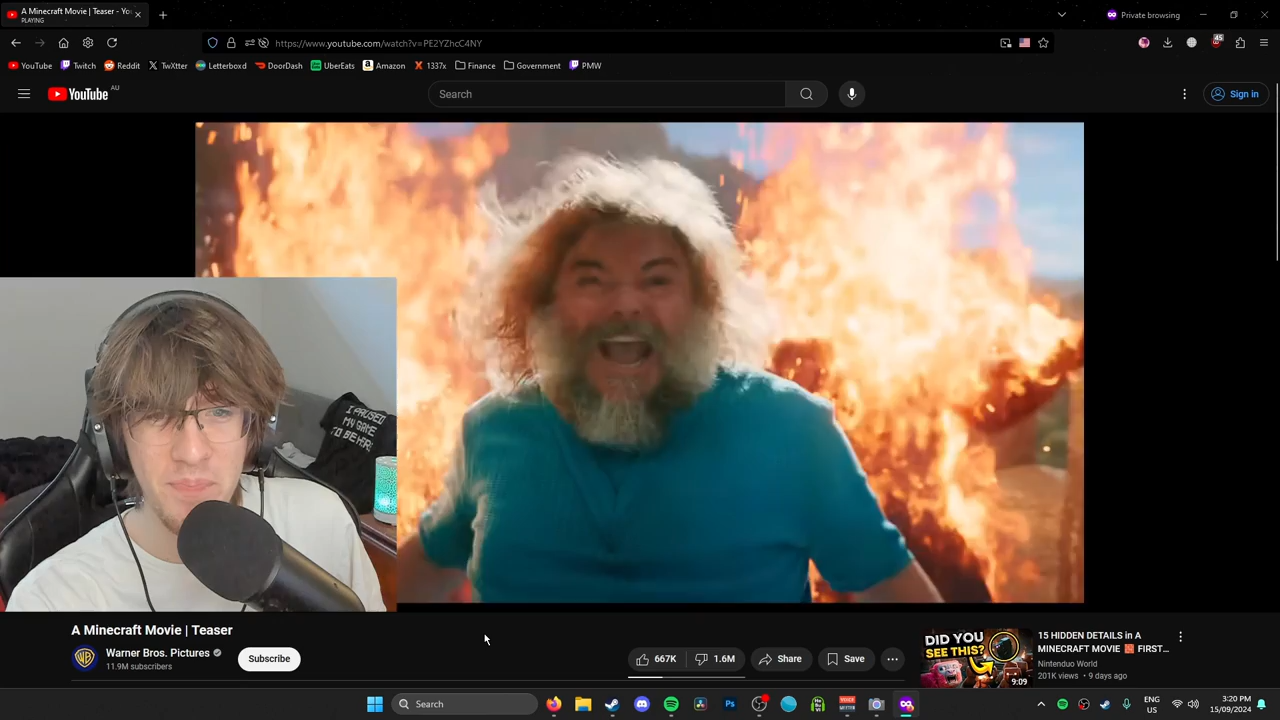 A Minecraft Movie | Teaser - Yo
PLAYING
Private browsing
https://www.youtube.com/watch?v=PE2YZhcC4NY
45
YouTube Twitch Reddit TwXtter Letterboxd DoorDash UberEats Amazon 1337x Finance Government PMW
YouTube AU
Search
Sign in
I PAUSED
MY GAME
TO BE HERE
A Minecraft Movie | Teaser
Warner Bros. Pictures
11.9M subscribers
Subscribe
667K
1.6M
Share
Save
DID YOU
SEE THIS?
9:09
15 HIDDEN DETAILS in A
MINECRAFT MOVIE 🧱 FIRST...
Nintenduo World
201K views • 9 days ago
Search
ENG
US
3:20 PM
15/09/2024